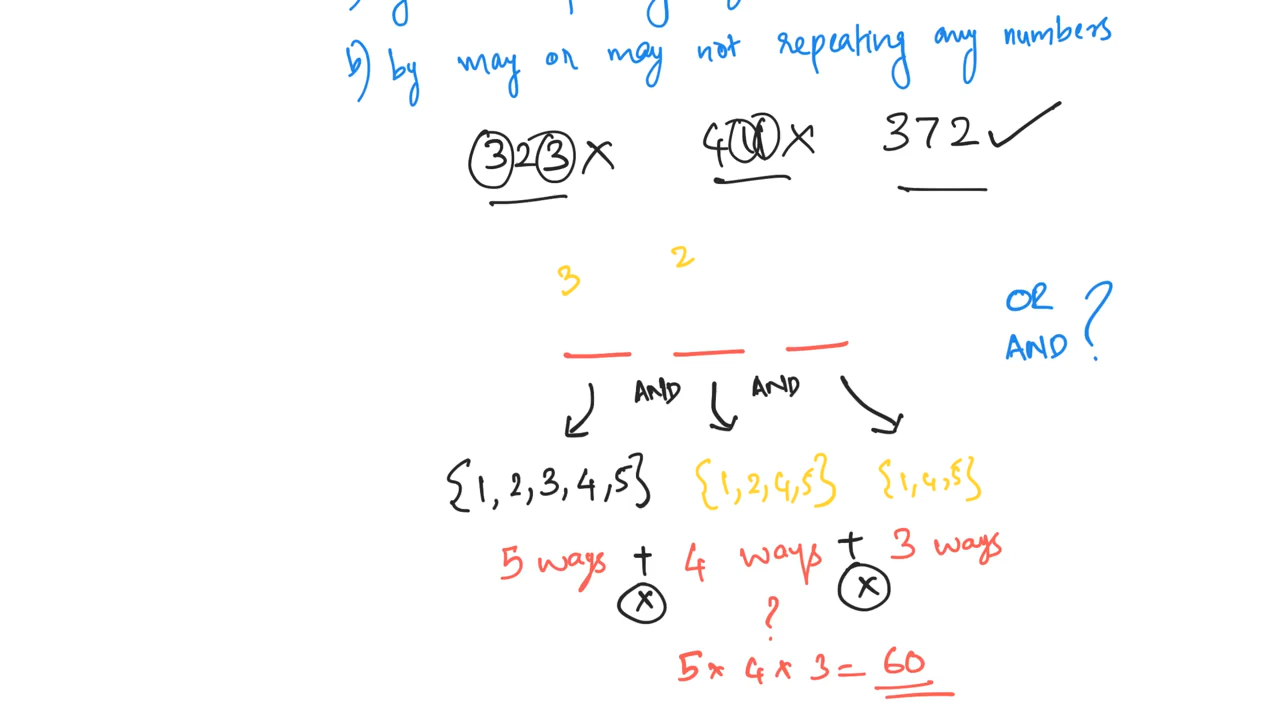 b) by may or may not repeating any numbers
323 X 411 X 372 ✓
3 2
OR
AND ?
AND AND
{1, 2, 3, 4, 5} {1, 2, 4, 5} {1, 4, 5}
5 ways + 4 ways + 3 ways
x ? x
5 x 4 x 3 = 60